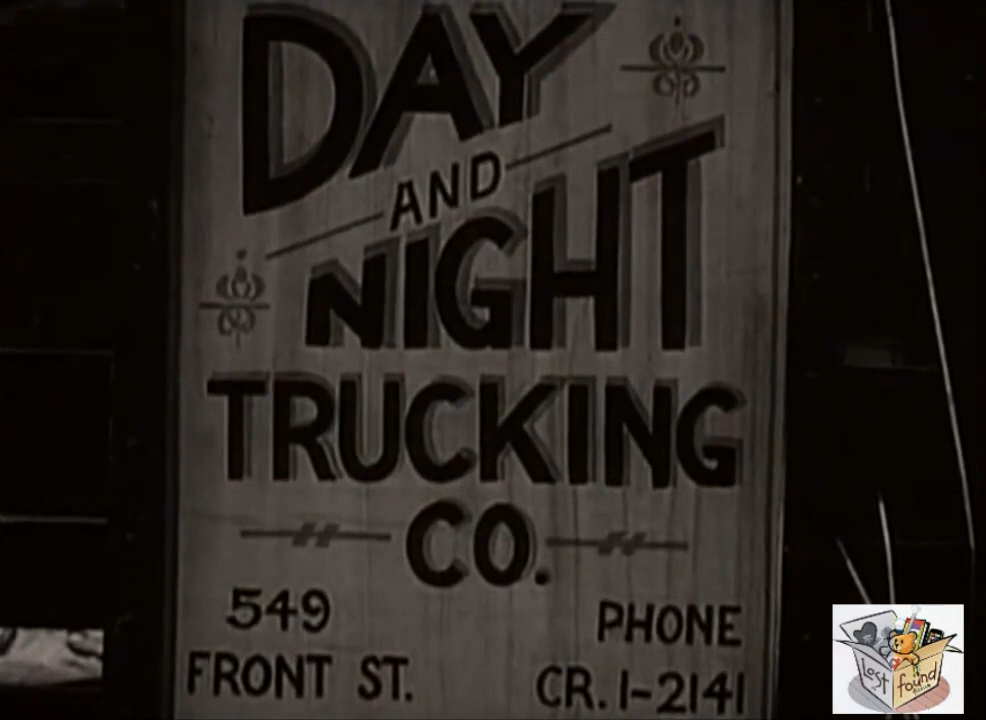 DAY
AND
NIGHT
TRUCKING
CO.
549
FRONT ST.
PHONE
CR. 1-2141
Lost
found